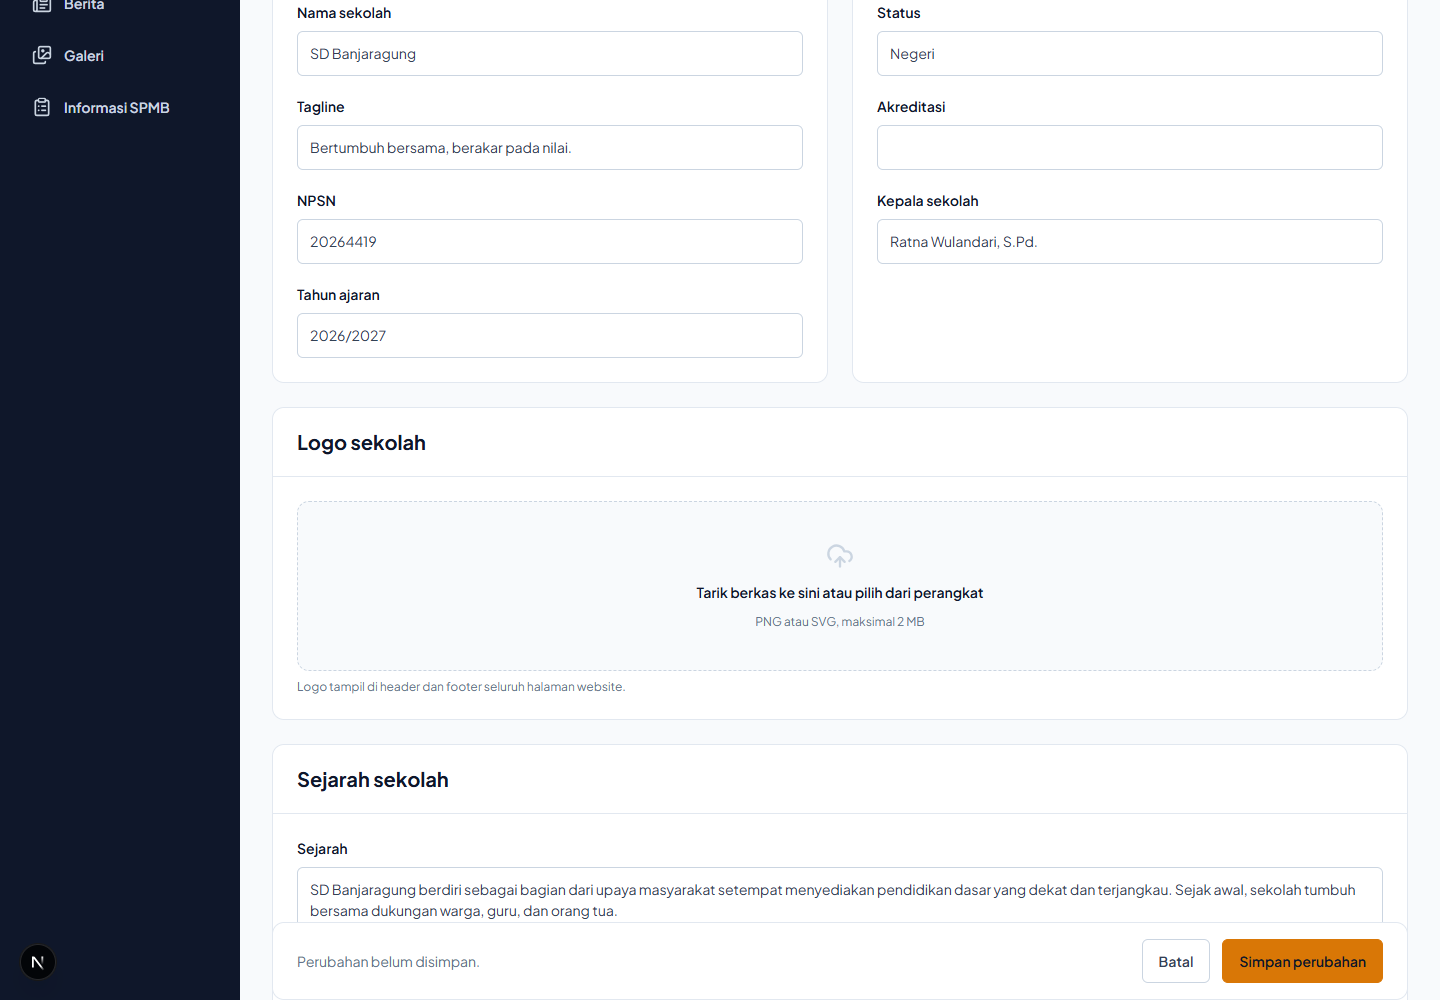 Berita
Galeri
Informasi SPMB
Nama sekolah
SD Banjaragung
Tagline
Bertumbuh bersama, berakar pada nilai.
NPSN
20264419
Tahun ajaran
2026/2027
Status
Negeri
Akreditasi
Kepala sekolah
Ratna Wulandari, S.Pd.
Logo sekolah
Tarik berkas ke sini atau pilih dari perangkat
PNG atau SVG, maksimal 2 MB
Logo tampil di header dan footer seluruh halaman website.
Sejarah sekolah
Sejarah
SD Banjaragung berdiri sebagai bagian dari upaya masyarakat setempat menyediakan pendidikan dasar yang dekat dan terjangkau. Sejak awal, sekolah tumbuh
bersama dukungan warga, guru, dan orang tua.
Perubahan belum disimpan.
Batal
Simpan perubahan
N